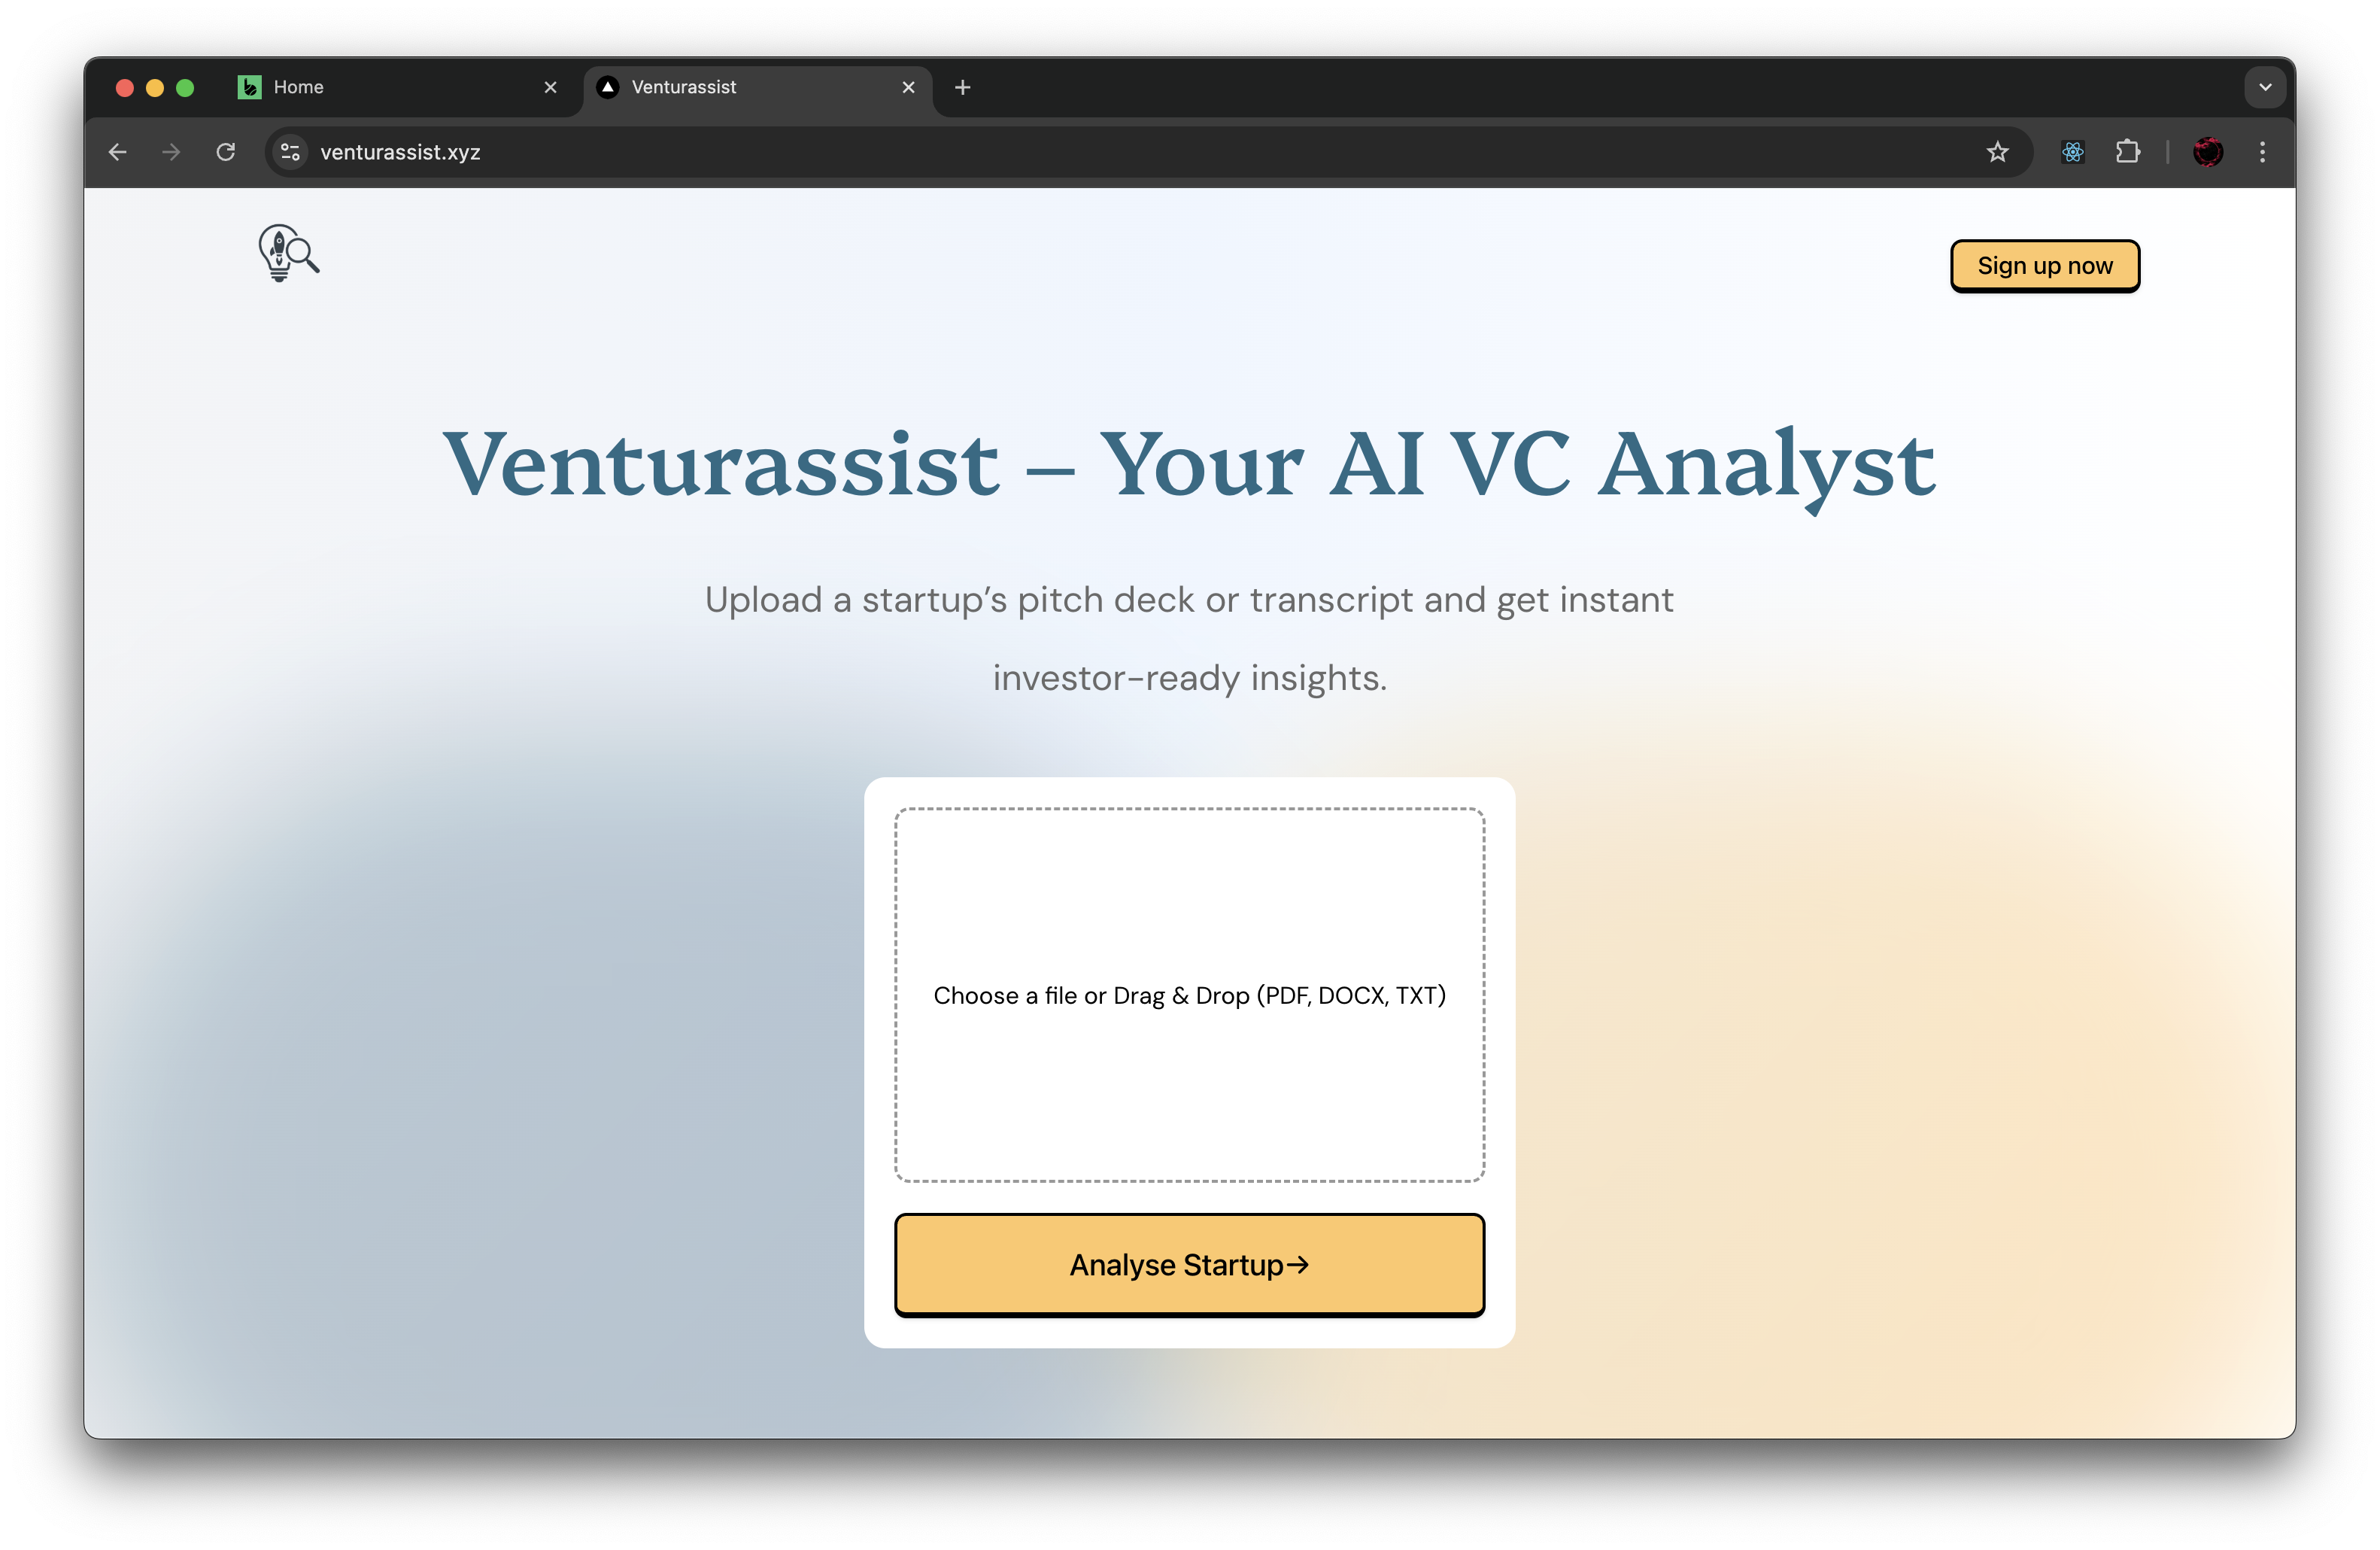 Home
Venturassist
venturassist.xyz
Sign up now
Venturassist – Your AI VC Analyst
Upload a startup’s pitch deck or transcript and get instant
investor-ready insights.
Choose a file or Drag & Drop (PDF, DOCX, TXT)
Analyse Startup→